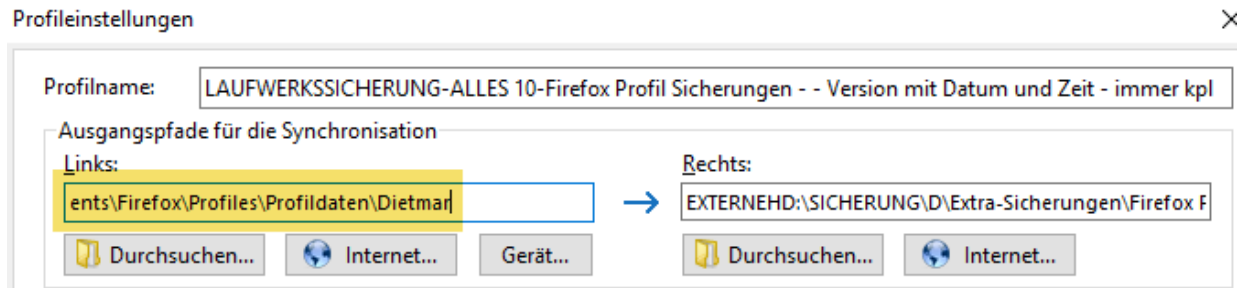 Profileinstellungen
Profilname: LAUFWERKSSICHERUNG-ALLES 10-Firefox Profil Sicherungen - - Version mit Datum und Zeit - immer kpl
Ausgangspfade für die Synchronisation
Links: Rechts:
ents\Firefox\Profiles\Profildaten\Dietmar EXTERNEHD:\SICHERUNG\D\Extra-Sicherungen\Firefox
Durchsuchen... Internet... Gerät... Durchsuchen... Internet...